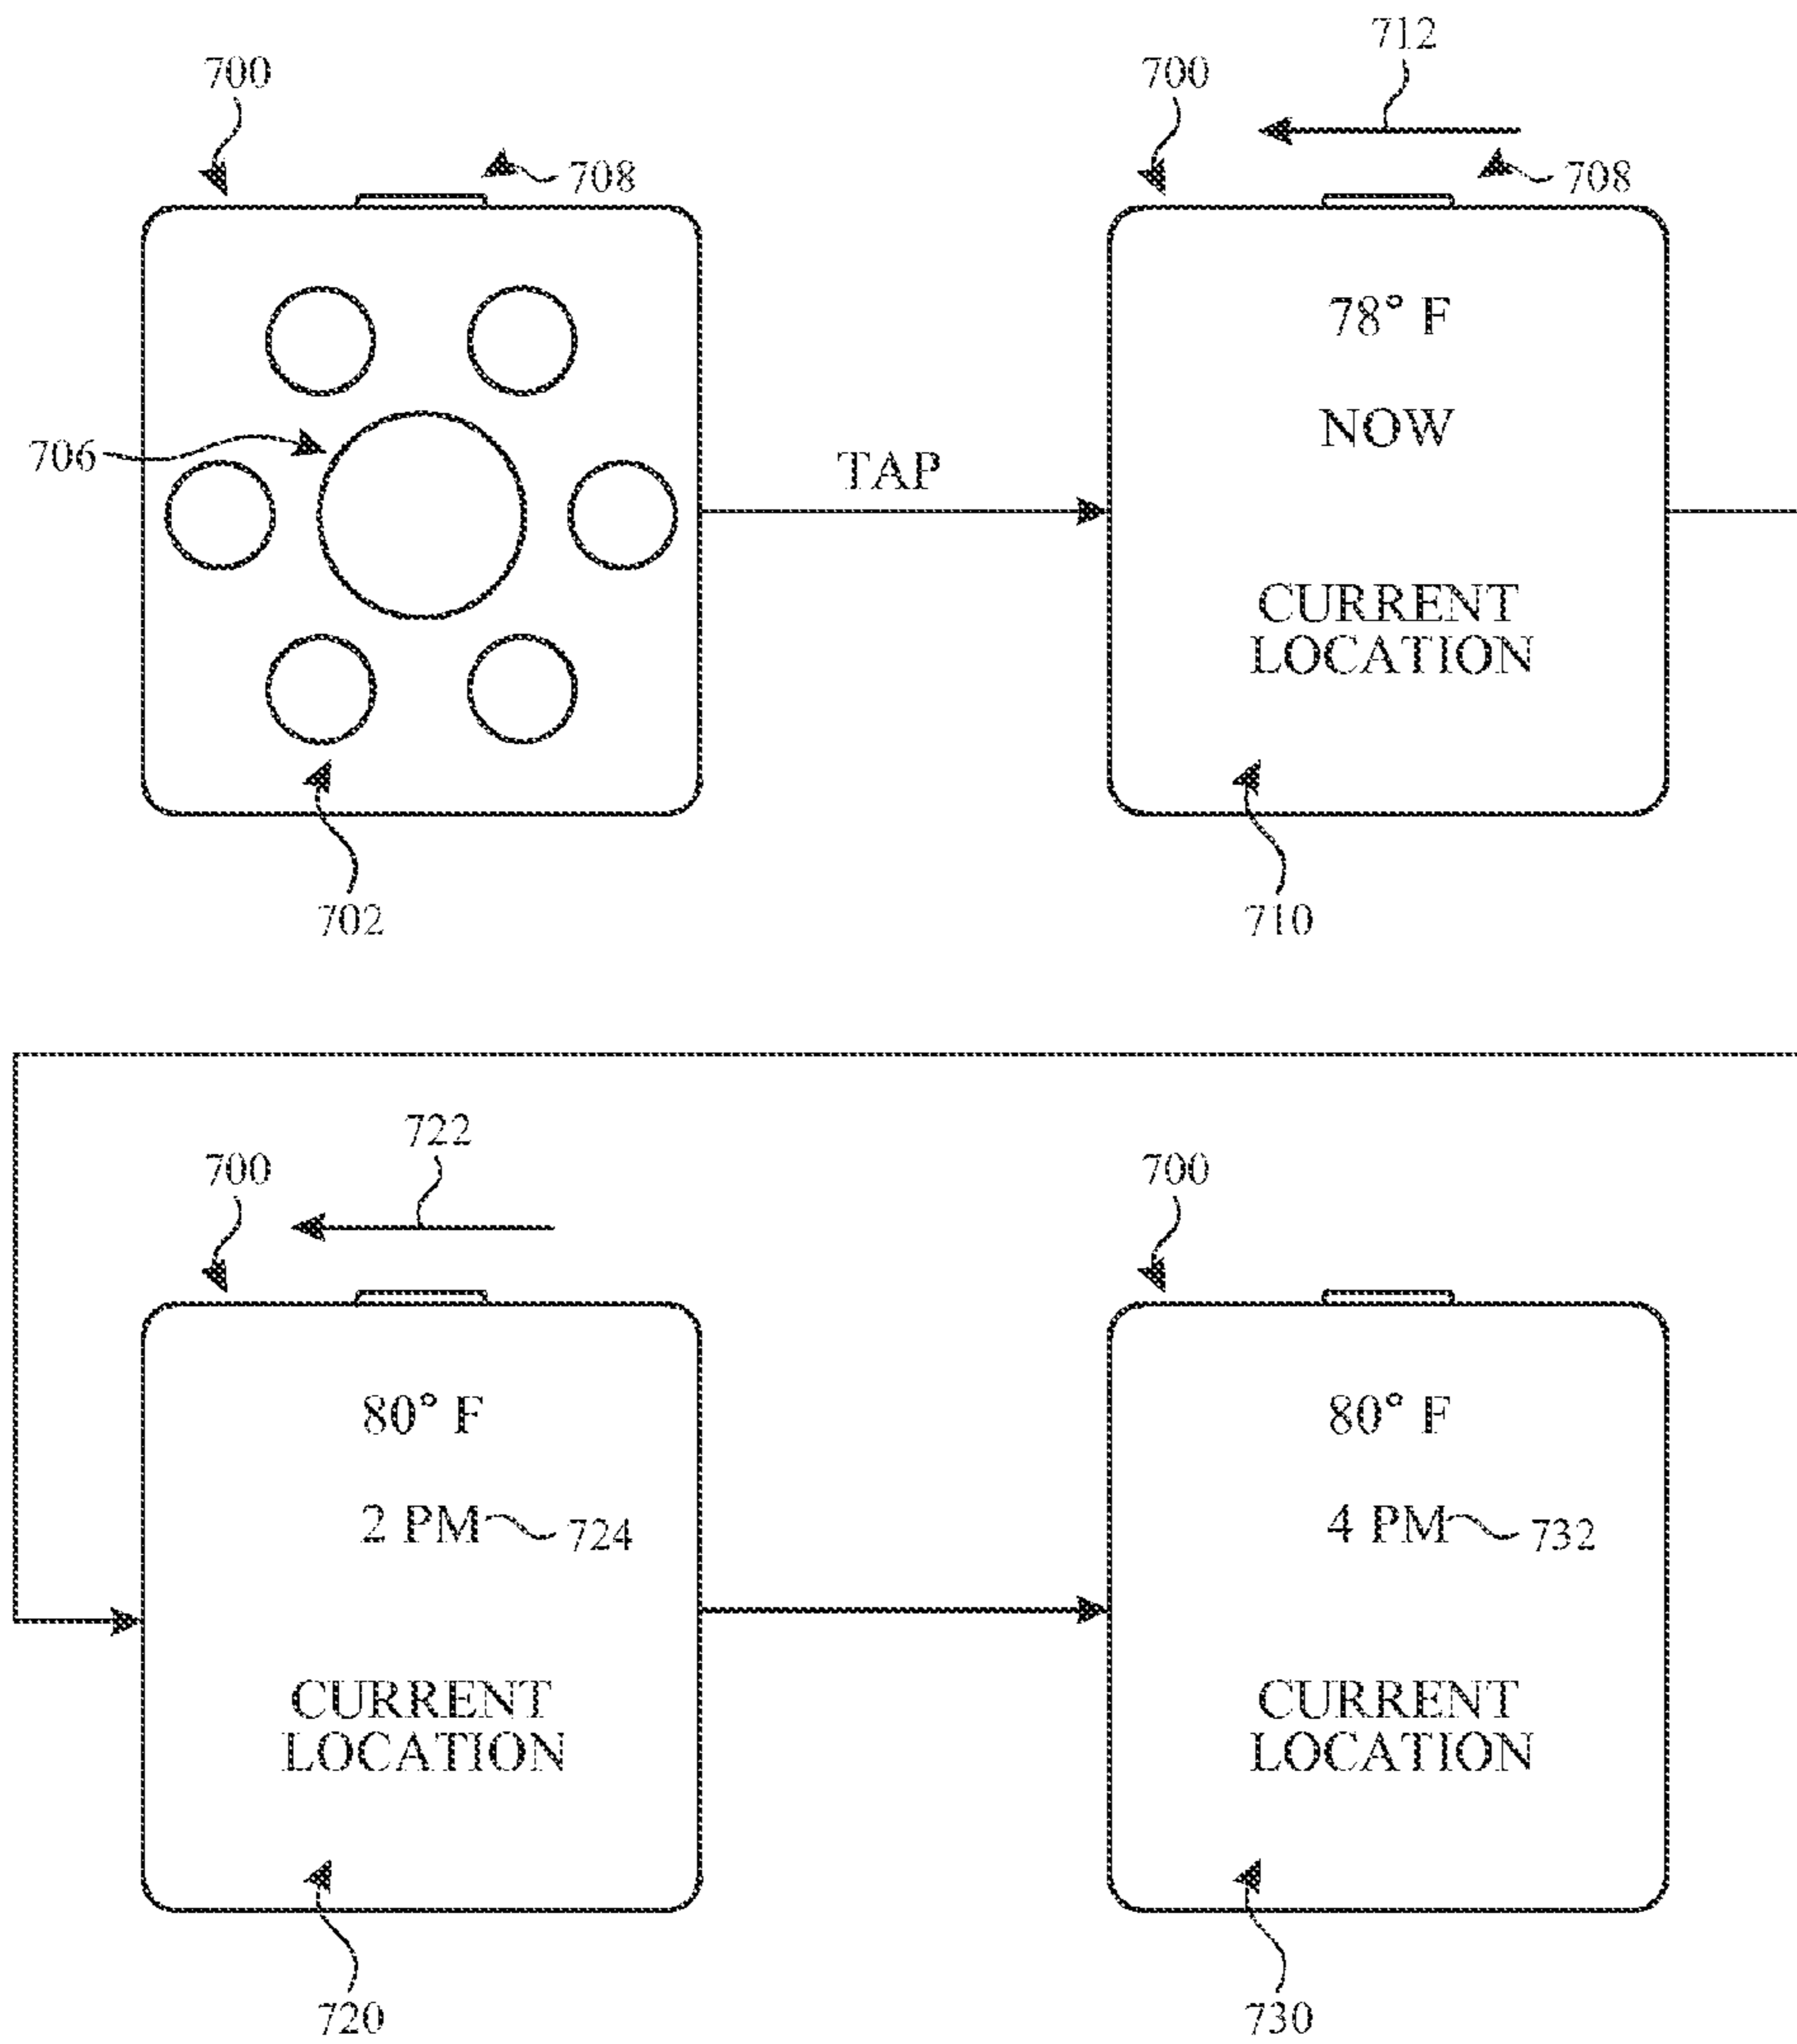 712
700
700
708
708
78° F
NOW
706
TAP
CURRENT
LOCATION
702
710
722
700
700
80° F
80° F
2 PM
724
4 PM
732
CURRENT
LOCATION
CURRENT
LOCATION
720
730